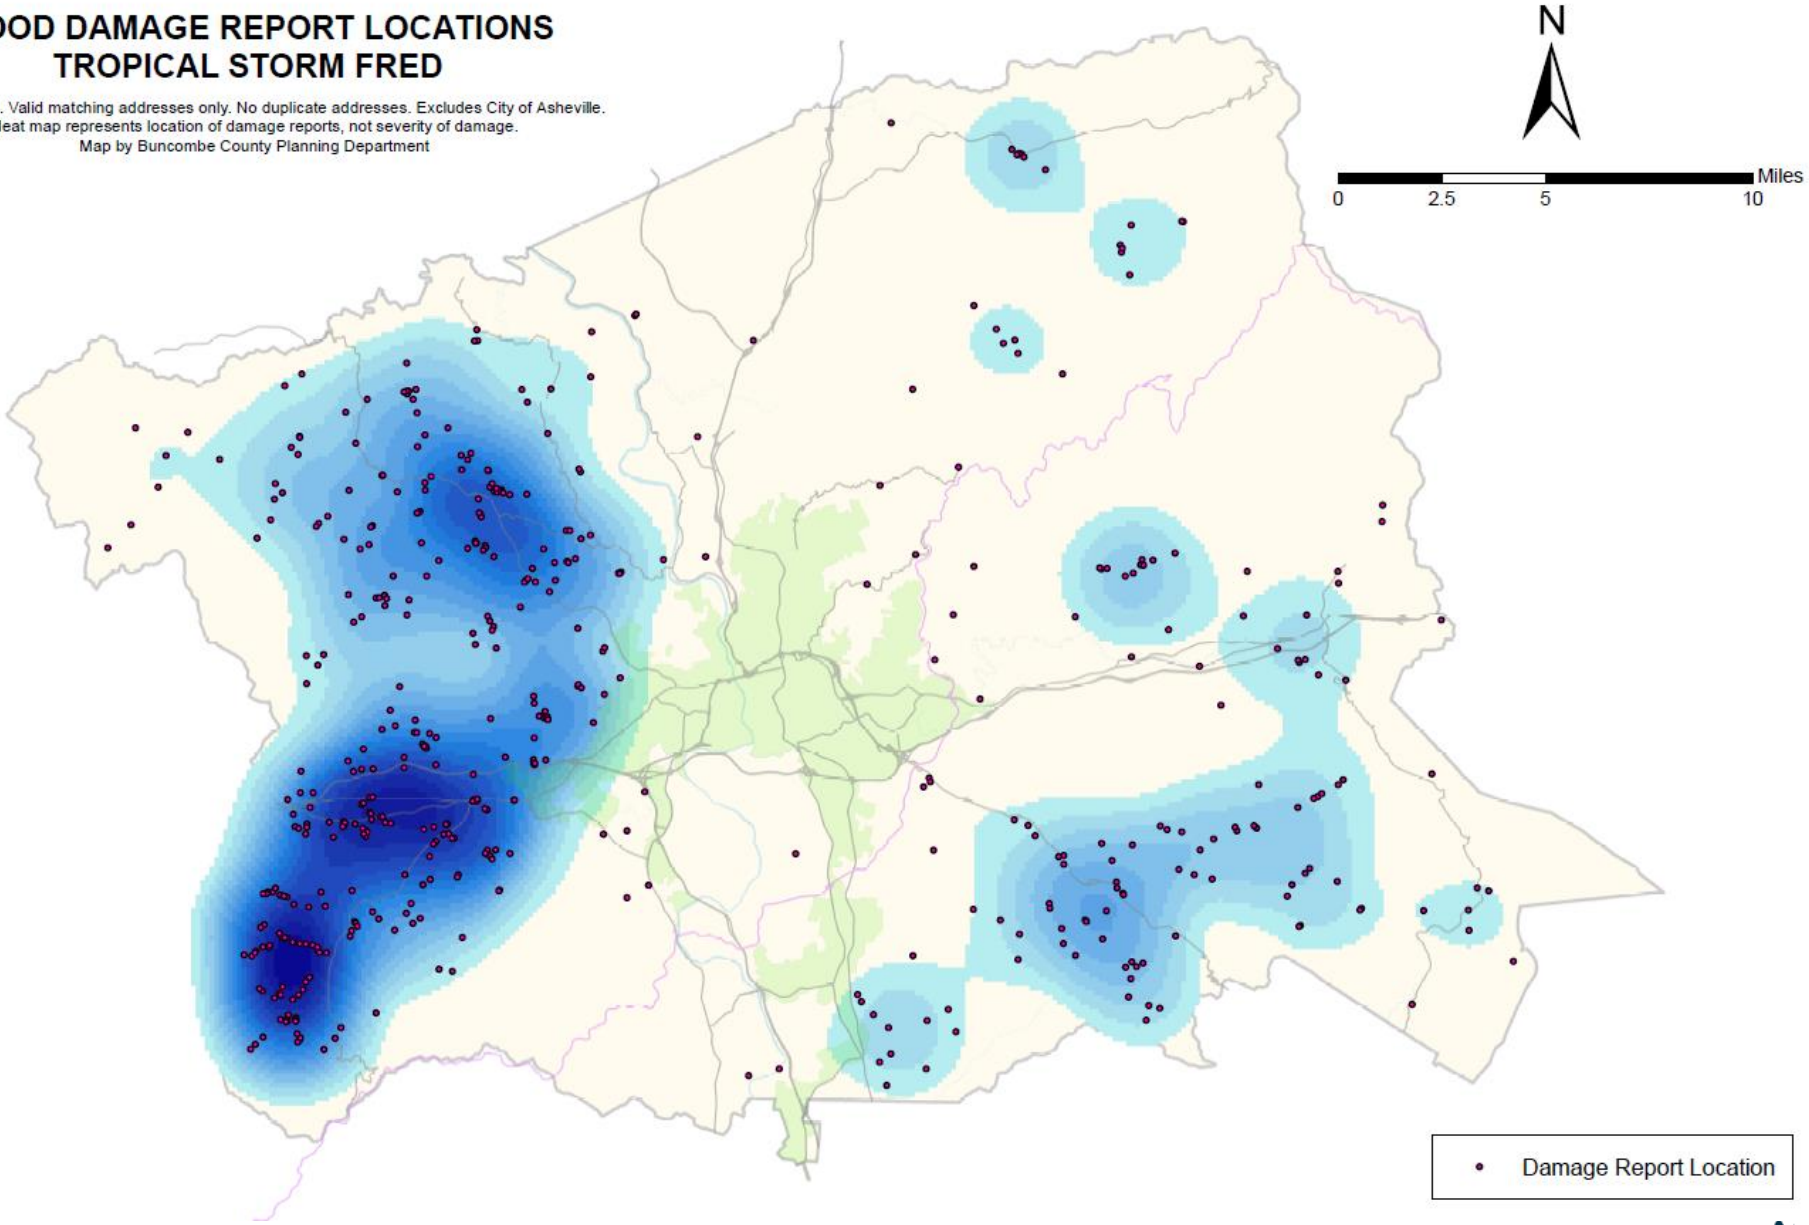 OOD DAMAGE REPORT LOCATIONS
TROPICAL STORM FRED
. Valid matching addresses only. No duplicate addresses. Excludes City of Asheville.
eat map represents location of damage reports, not severity of damage.
Map by Buncombe County Planning Department
N
Miles
0 2.5 5 10
Damage Report Location